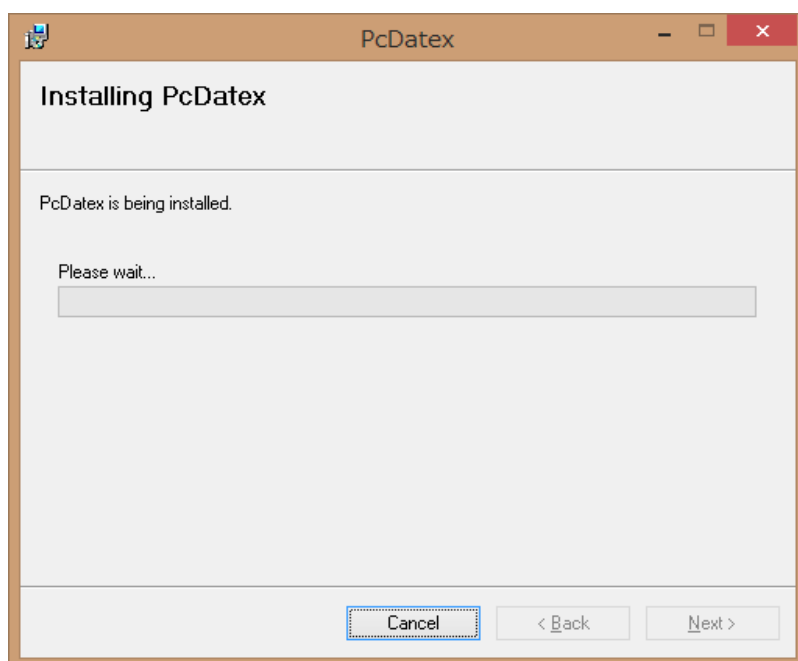 PcDatex
Installing PcDatex
PcDatex is being installed.
Please wait...
Cancel
< Back
Next >